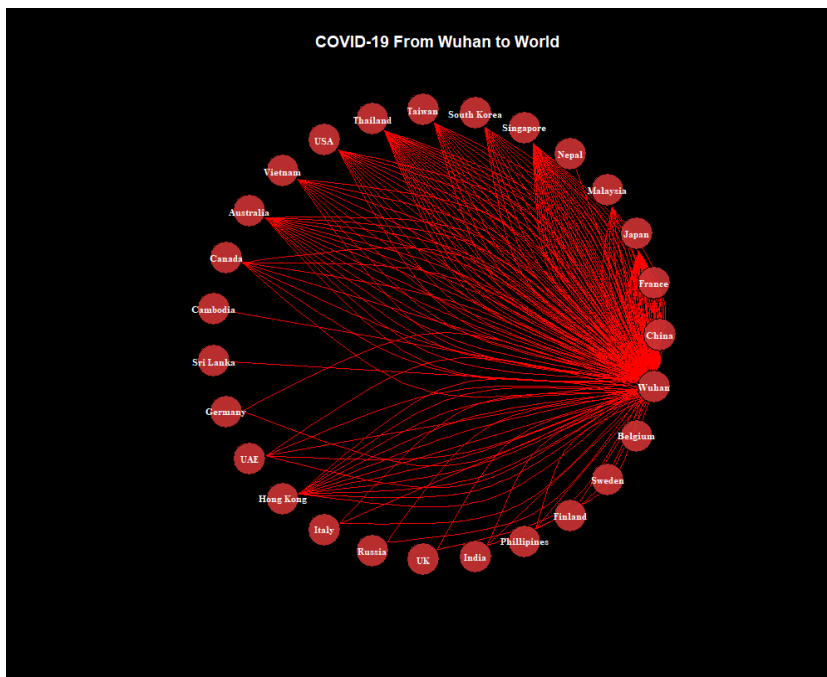 COVID-19 From Wuhan to World
Taiwan
South Korea
Thailand
Singapore
USA
Nepal
Vietnam
Malaysia
Australia
Japan
Canada
France
Cambodia
China
Sri Lanka
Wuhan
Germany
Belgium
UAE
Sweden
Hong Kong
Finland
Italy
Phillipines
Russia
India
UK